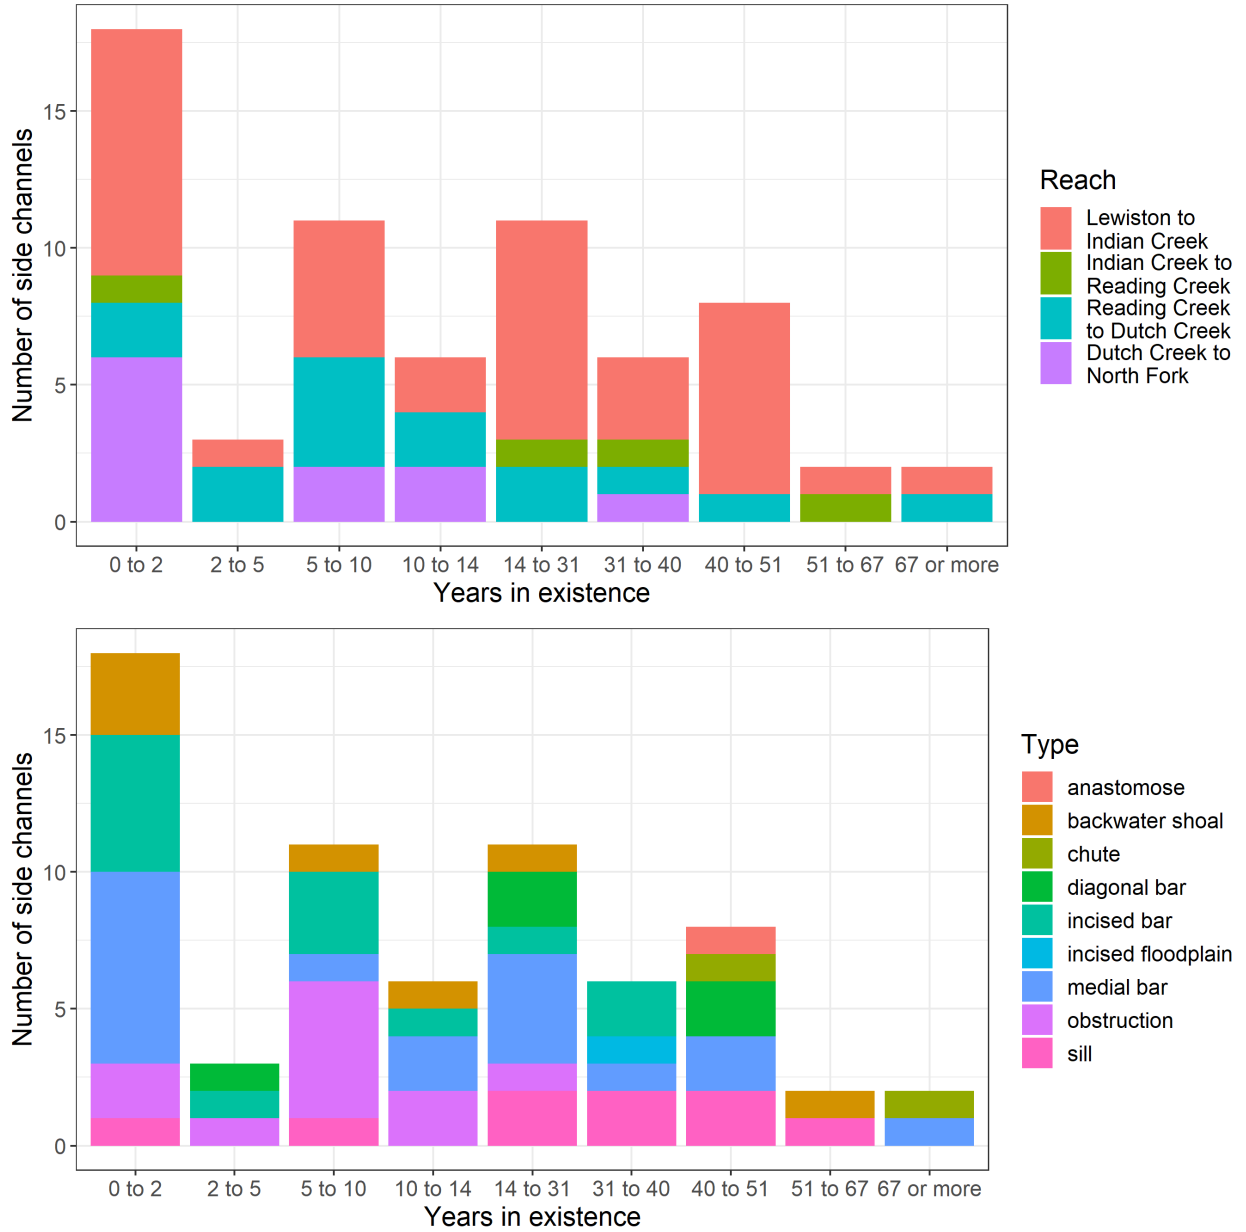 Number of side channels
15
10
5
0
0 to 2 2 to 5 5 to 10 10 to 14 14 to 31 31 to 40 40 to 51 51 to 67 67 or more
Years in existence
Reach
Lewiston to
Indian Creek
Indian Creek to
Reading Creek
Reading Creek
to Dutch Creek
Dutch Creek to
North Fork
Number of side channels
15
10
5
0
0 to 2 2 to 5 5 to 10 10 to 14 14 to 31 31 to 40 40 to 51 51 to 67 67 or more
Years in existence
Type
anastomose
backwater shoal
chute
diagonal bar
incised bar
incised floodplain
medial bar
obstruction
sill